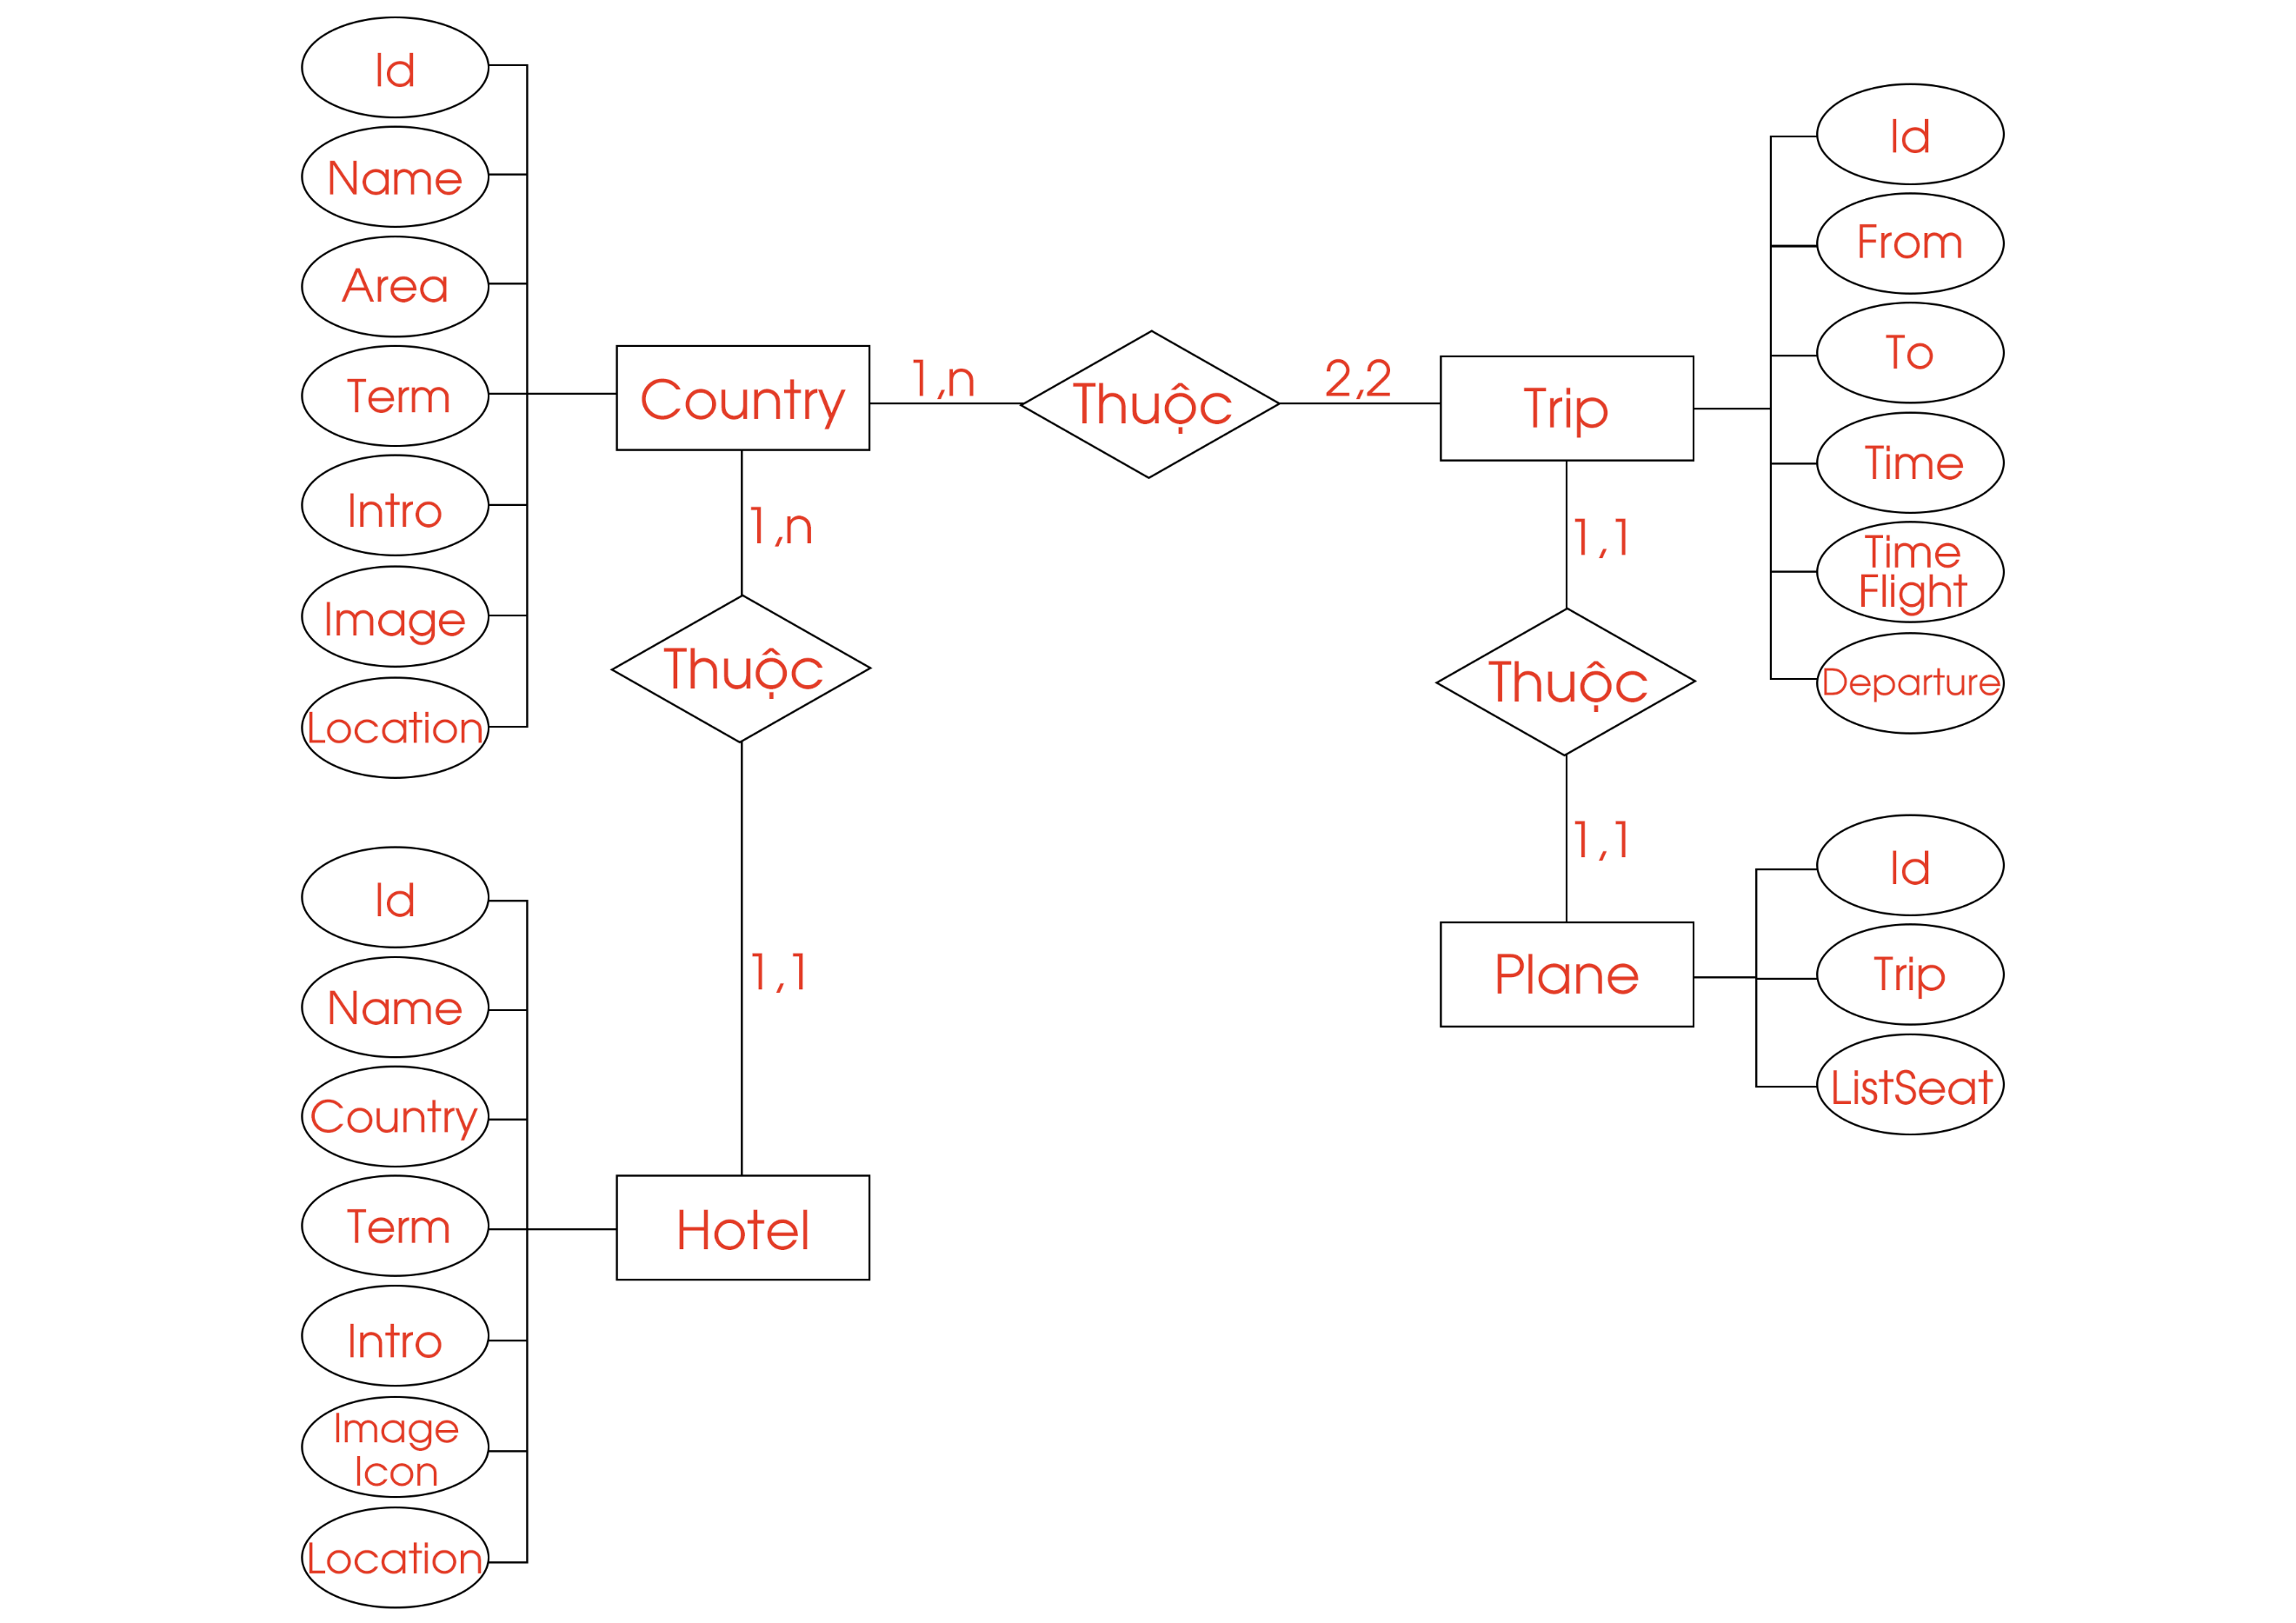 Id
Name
Area
Term
Intro
Image
Location
Country
1,n
Thuộc
2,2
Trip
Id
From
To
Time
Time
Flight
Departure
1,n
Thuộc
1,1
1,1
Thuộc
1,1
Id
Name
Country
Term
Intro
Image
Icon
Location
Hotel
Plane
Id
Trip
ListSeat